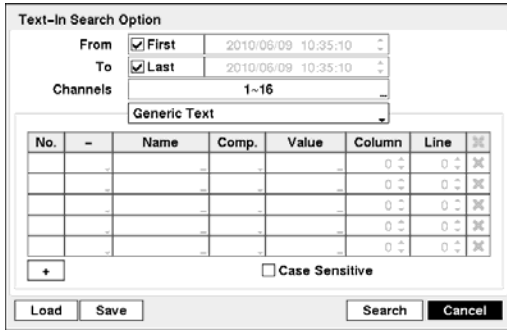 Text-In Search Option
From First 2010/06/09 10:35:10
To Last 2010/06/09 10:35:10
Channels 1~16
Generic Text
No. - Name Comp. Value Column Line
0 0
0 0
0 0
0 0
0 0
+ Case Sensitive
Load Save Search Cancel